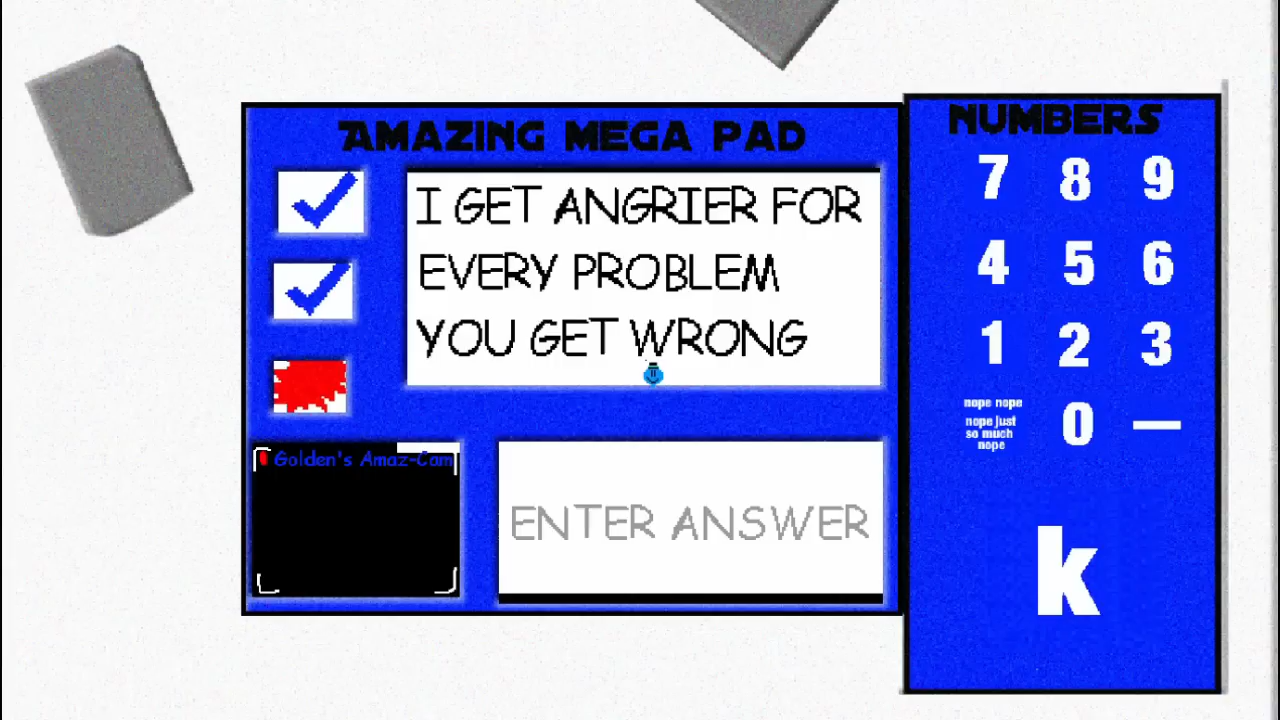 AMAZING MEGA PAD
I GET ANGRIER FOR
EVERY PROBLEM
YOU GET WRONG
Golden's Amaz-Cam
ENTER ANSWER
NUMBERS
7 8 9
4 5 6
1 2 3
nope nope
nope just
so much
nope
0 —
k